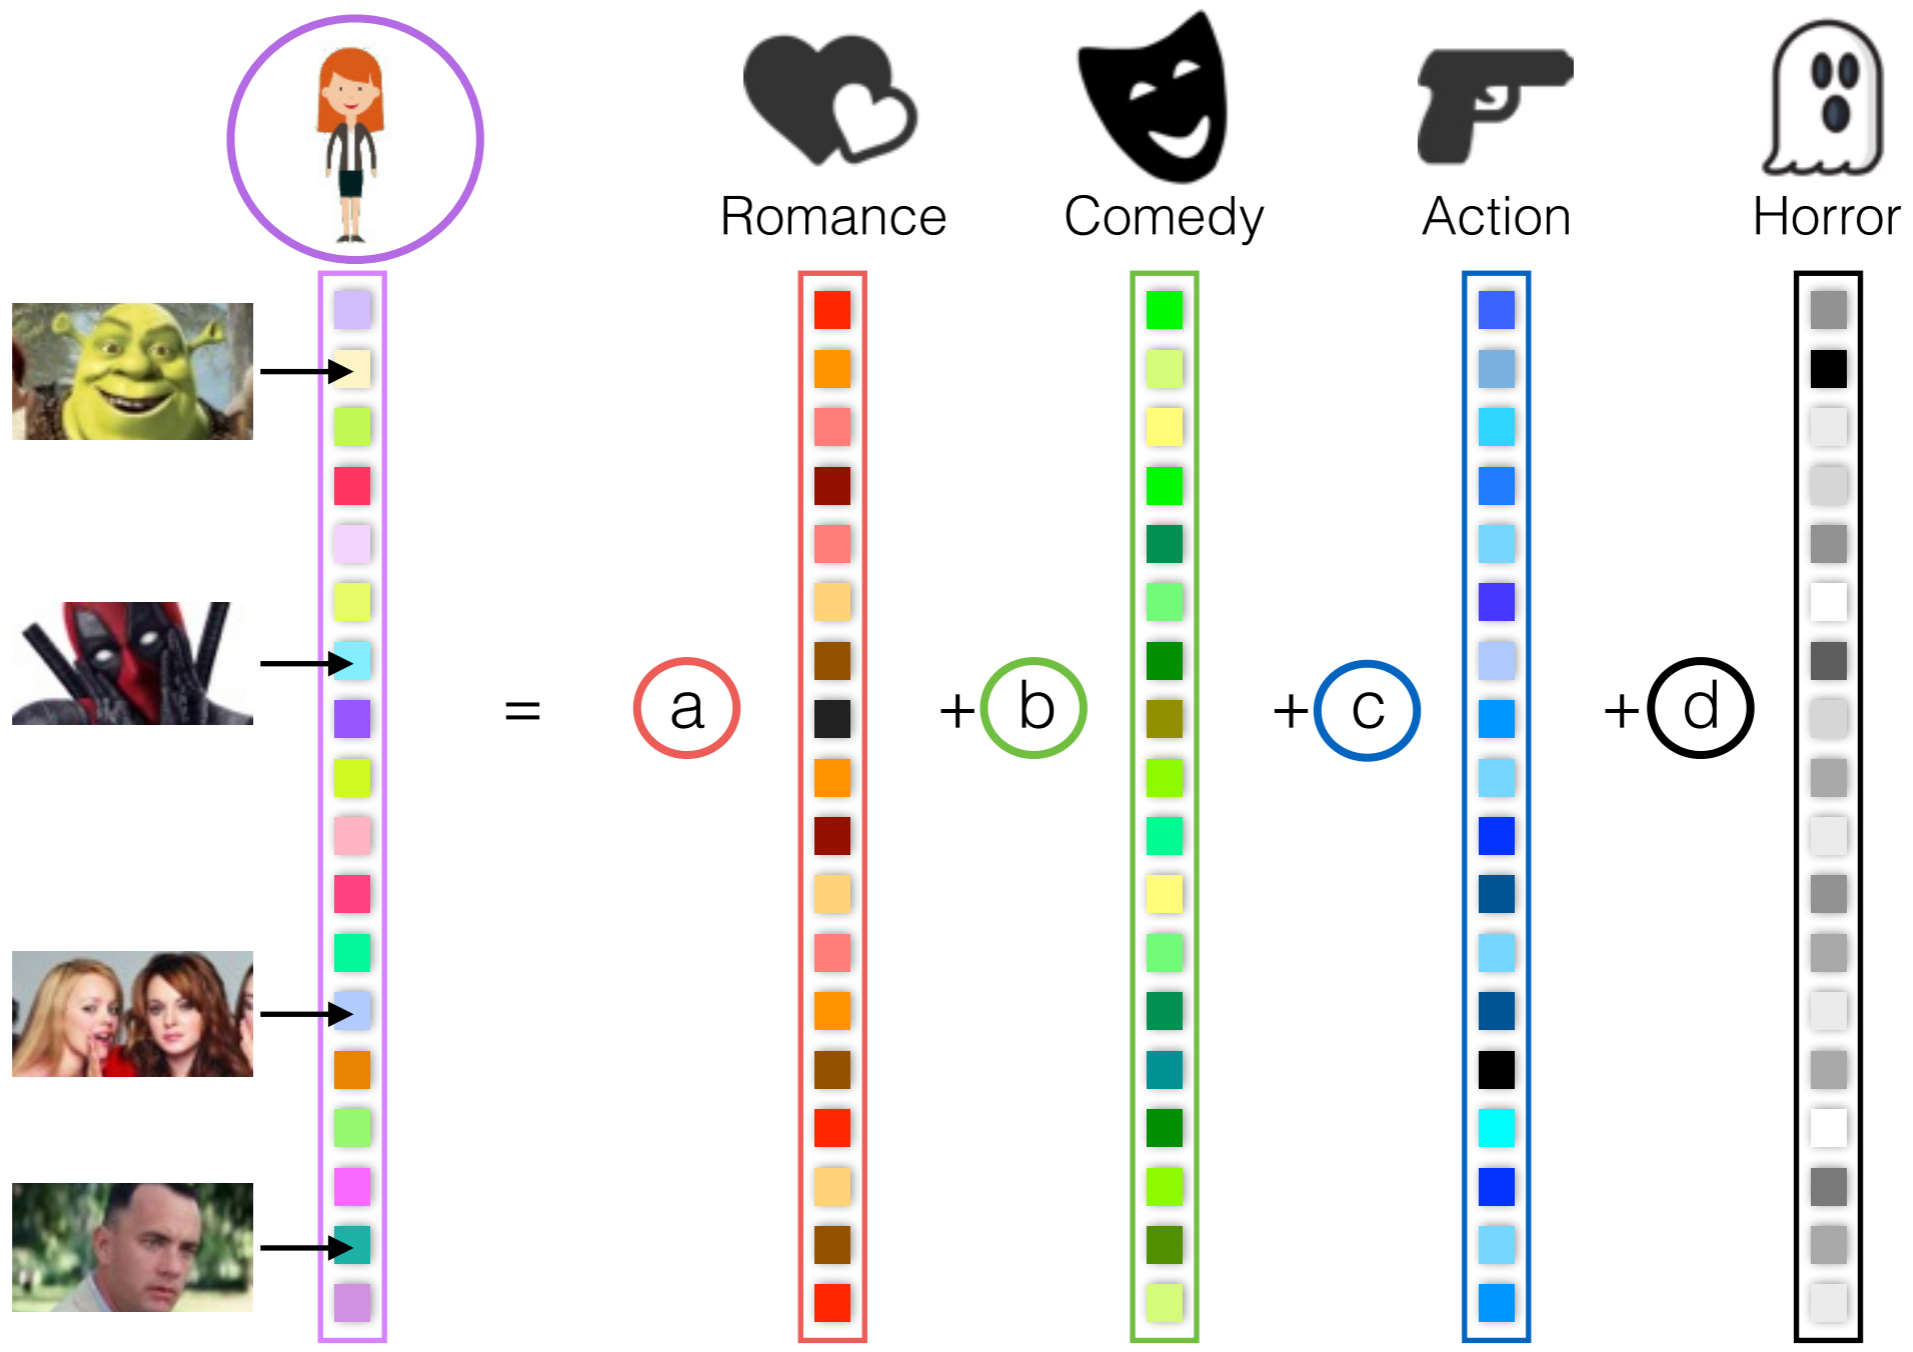 Romance Comedy Action Horror
= a + b + c + d